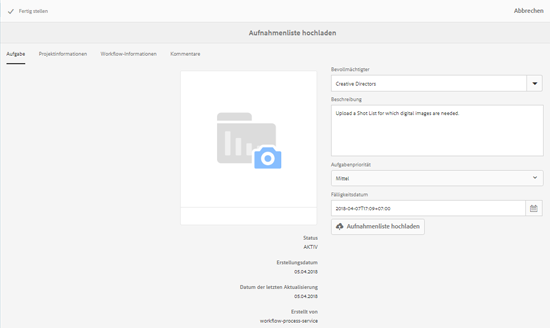 Fertig stellen
Abbrechen
Aufnahmenliste hochladen
Aufgabe Projektinformationen Workflow-Informationen Kommentare
Bevollmächtigter
Creative Directors
Beschreibung
Upload a Shot List for which digital images are needed.
Aufgabenpriorität
Mittel
Fälligkeitsdatum
2018-04-07T17:09+07:00
Aufnahmenliste hochladen
Status
AKTIV
Erstellungsdatum
05.04.2018
Datum der letzten Aktualisierung
05.04.2018
Erstellt von
workflow-process-service